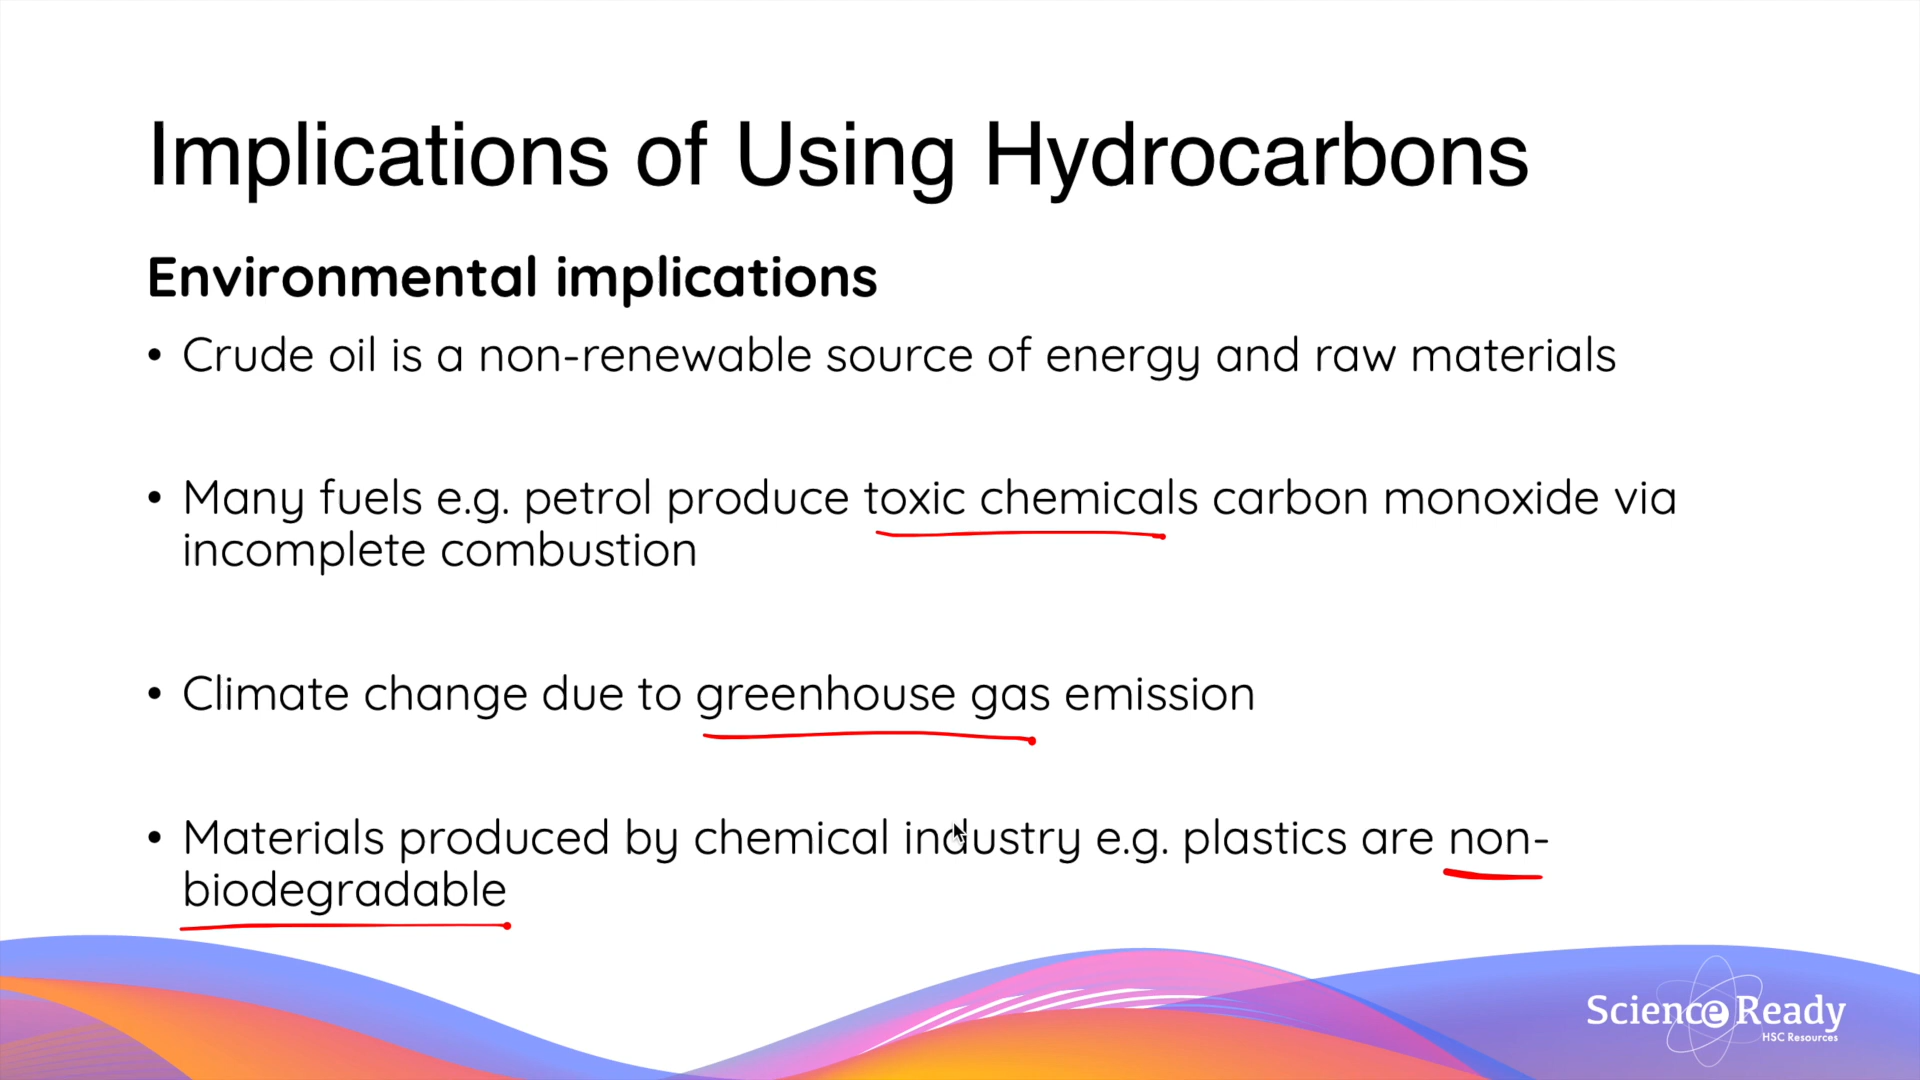 Implications of Using Hydrocarbons
Environmental implications
• Crude oil is a non-renewable source of energy and raw materials
• Many fuels e.g. petrol produce toxic chemicals carbon monoxide via
incomplete combustion
• Climate change due to greenhouse gas emission
• Materials produced by chemical industry e.g. plastics are non-
biodegradable
Science Ready
HSC Resources